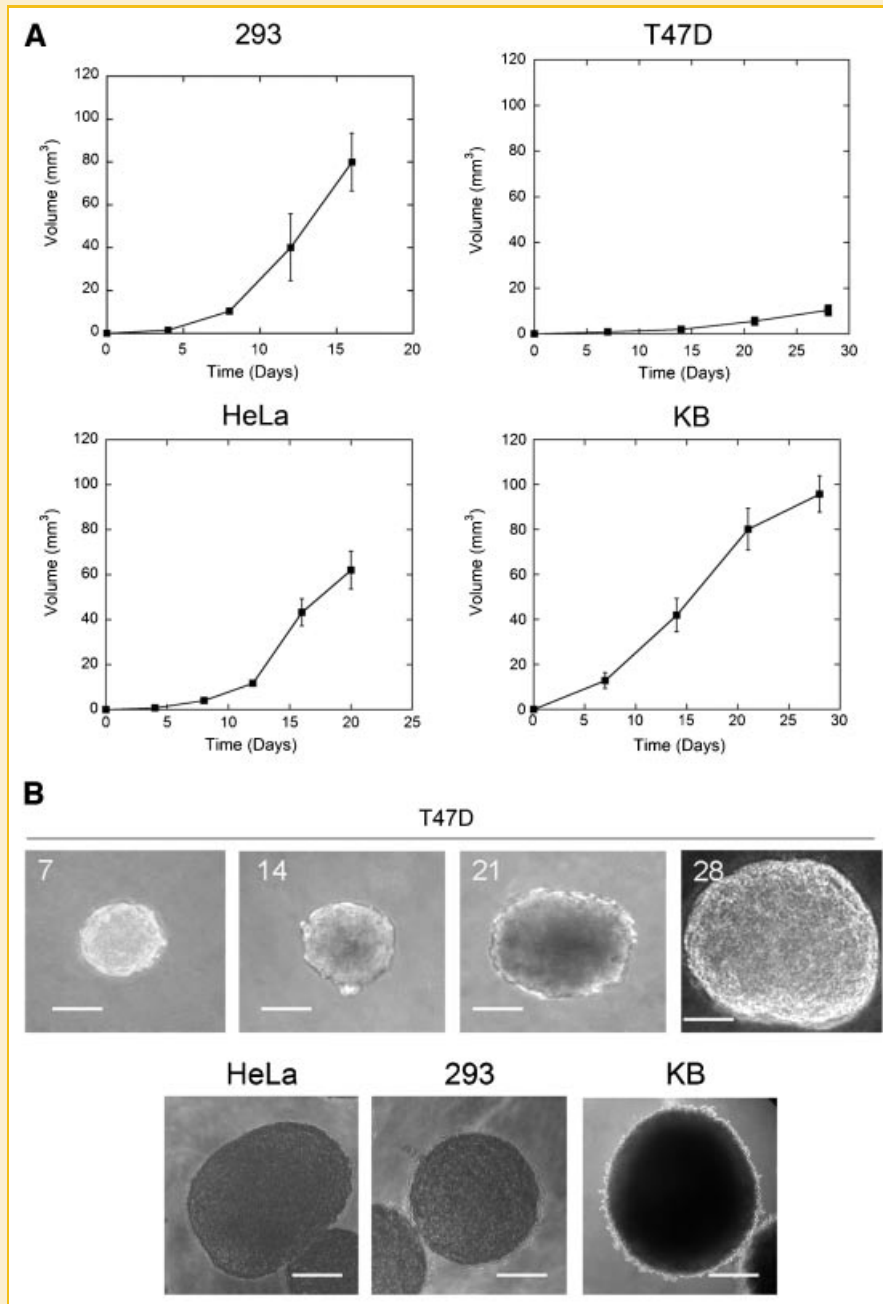 A
293
T47D
120
100
80
60
40
20
0
Volume (mm³)
0 5 10 15 20
Time (Days)
120
100
80
60
40
20
0
Volume (mm³)
0 5 10 15 20 25 30
Time (Days)
HeLa
KB
120
100
80
60
40
20
0
Volume (mm³)
0 5 10 15 20 25
Time (Days)
120
100
80
60
40
20
0
Volume (mm³)
0 5 10 15 20 25 30
Time (Days)
B
T47D
7 14 21 28
HeLa 293 KB